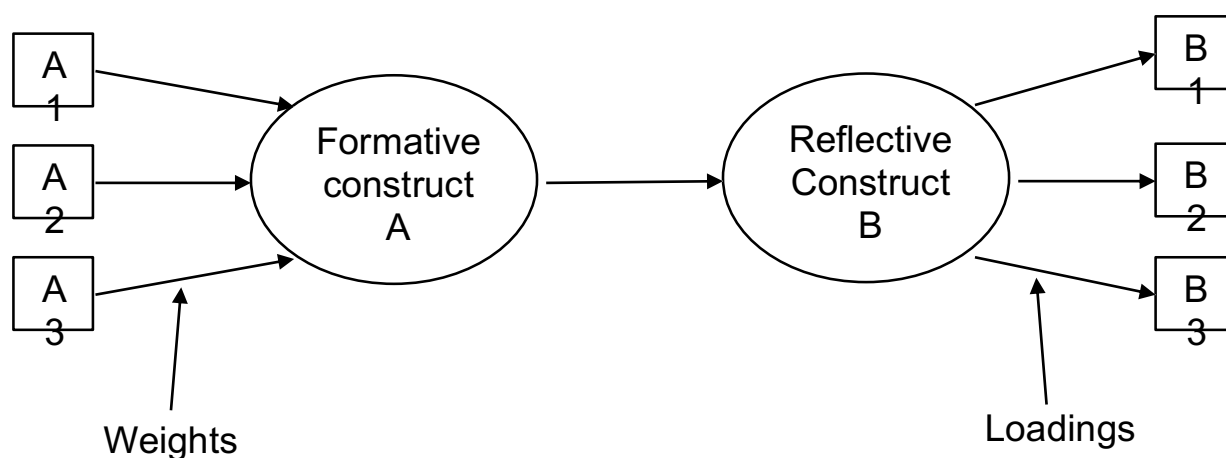 A
1
A
2
A
3
Formative
construct
A
Reflective
Construct
B
B
1
B
2
B
3
Weights
Loadings